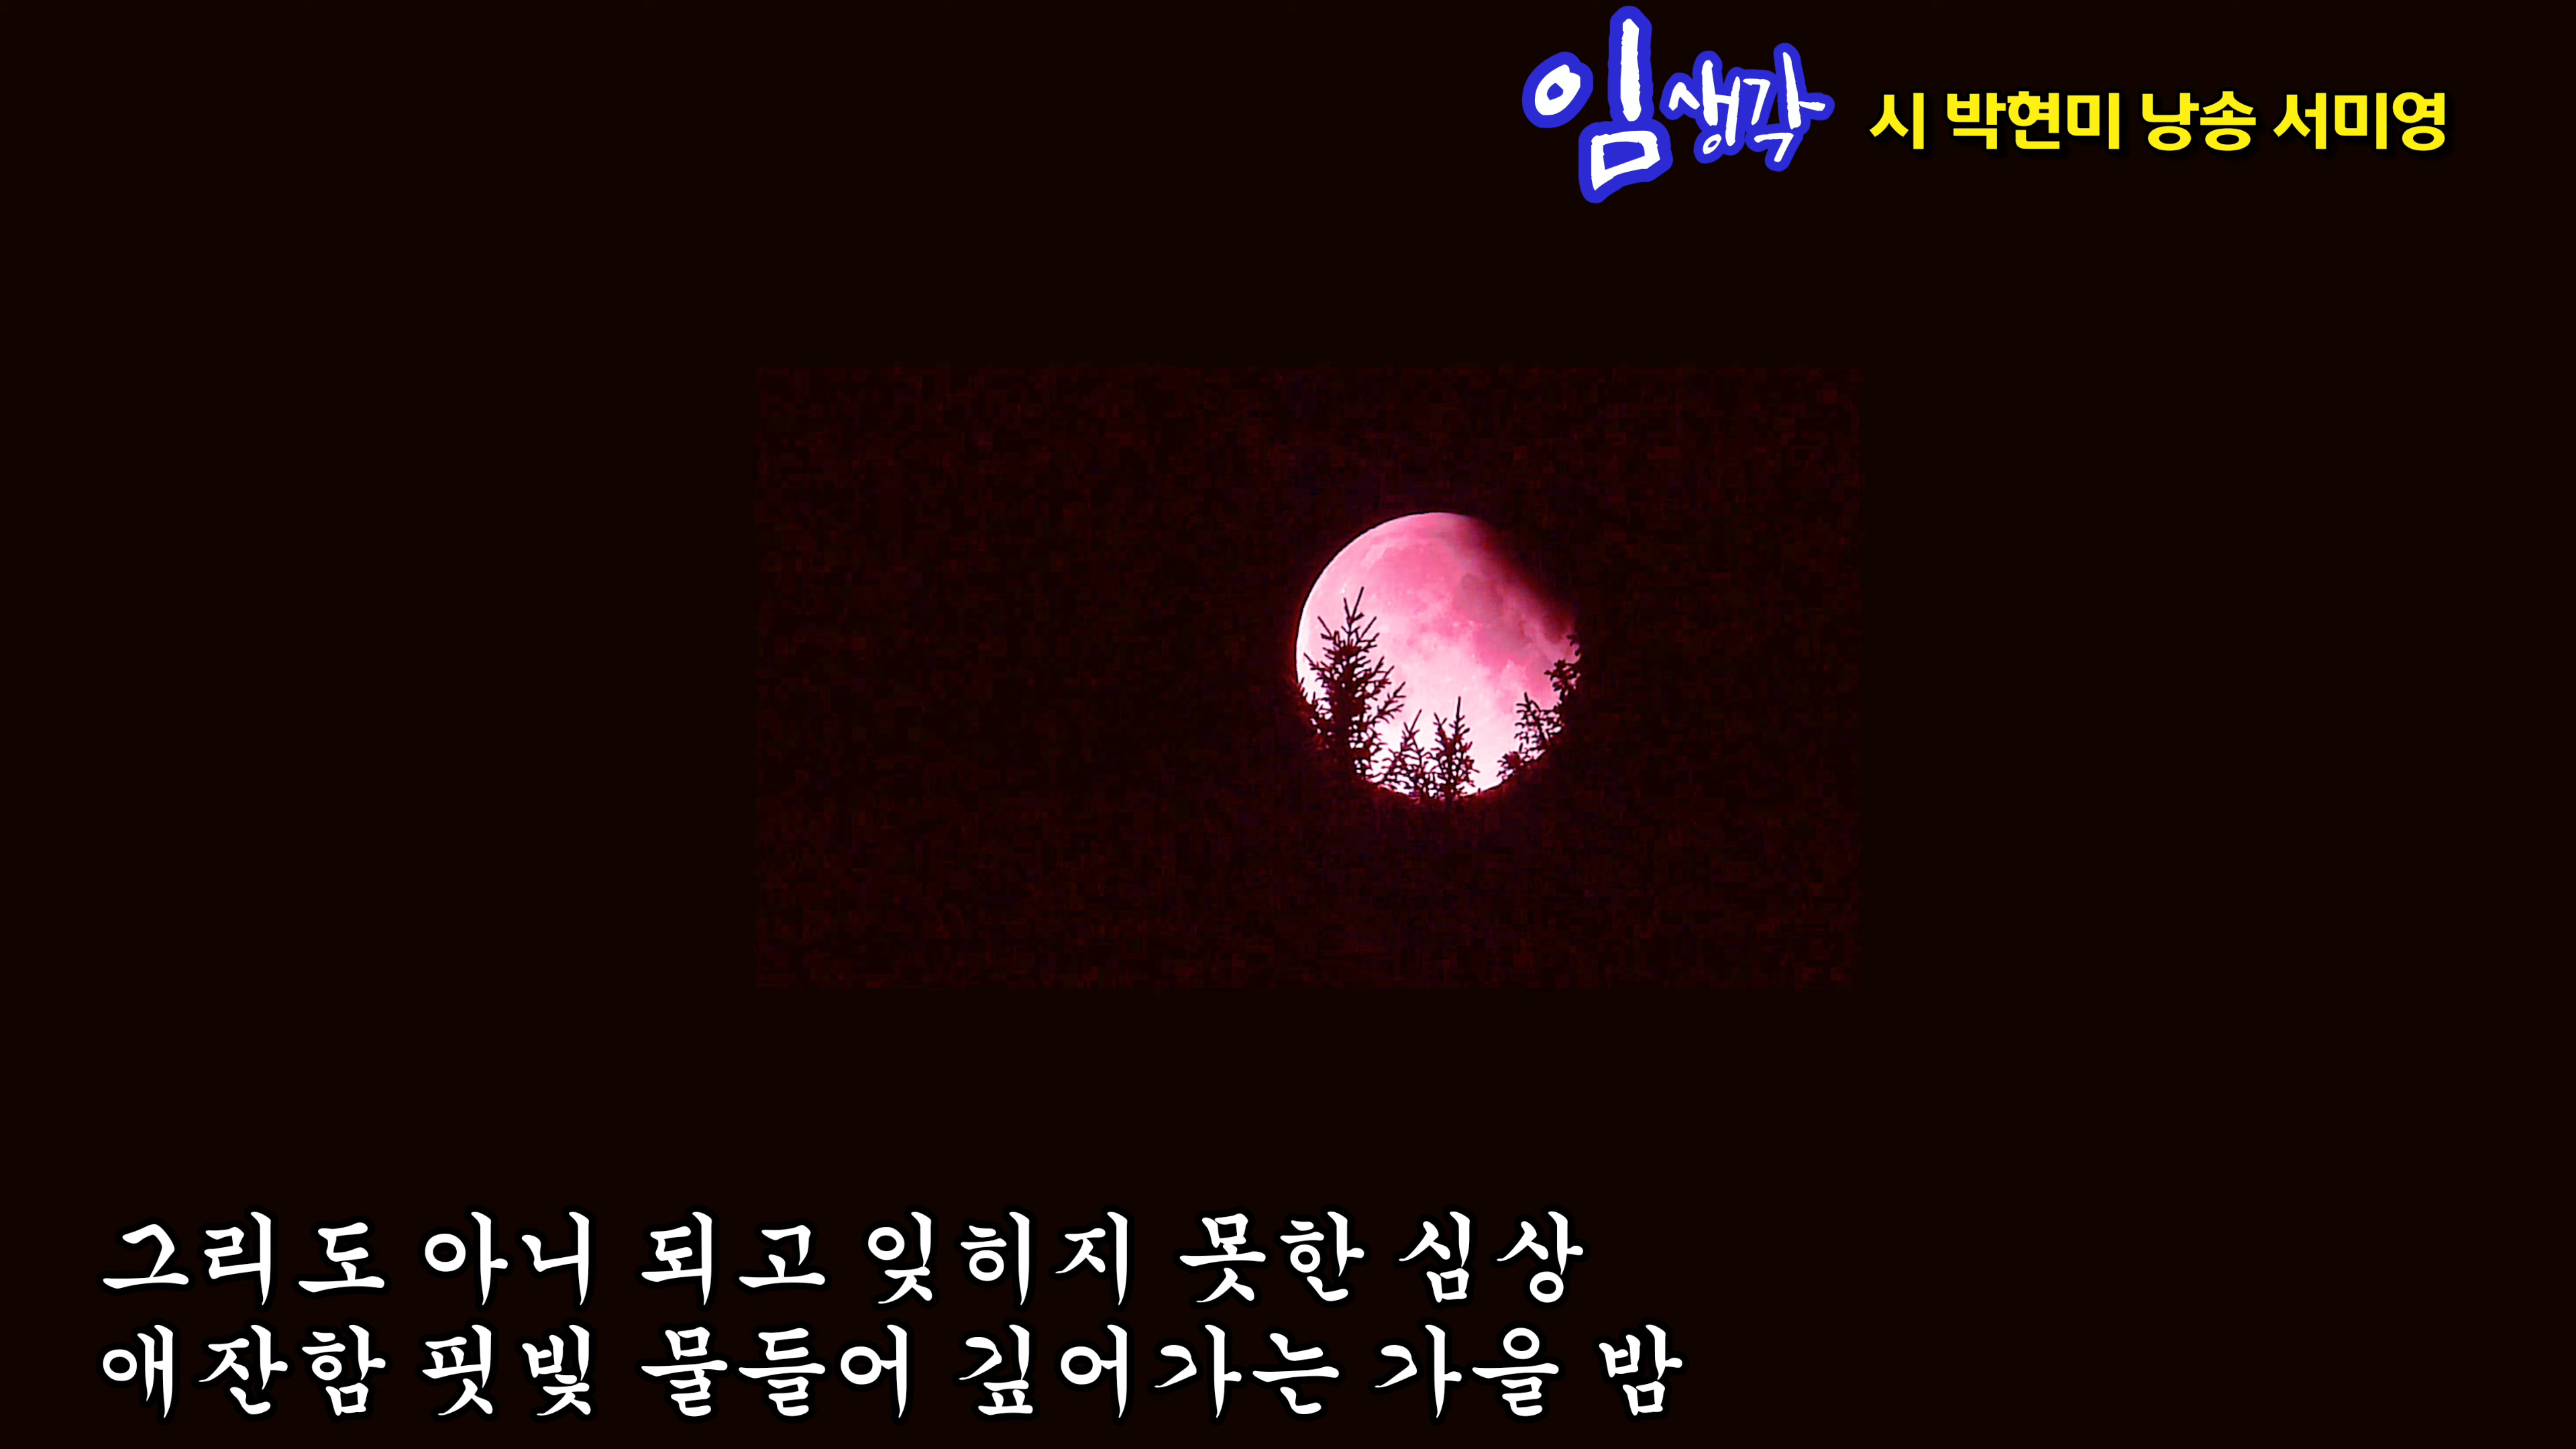 임 생각 시 박현미 낭송 서미영
그리도 아니 되고 잊히지 못한 심상
애잔함 핏빛 물들어 깊어가는 가을 밤